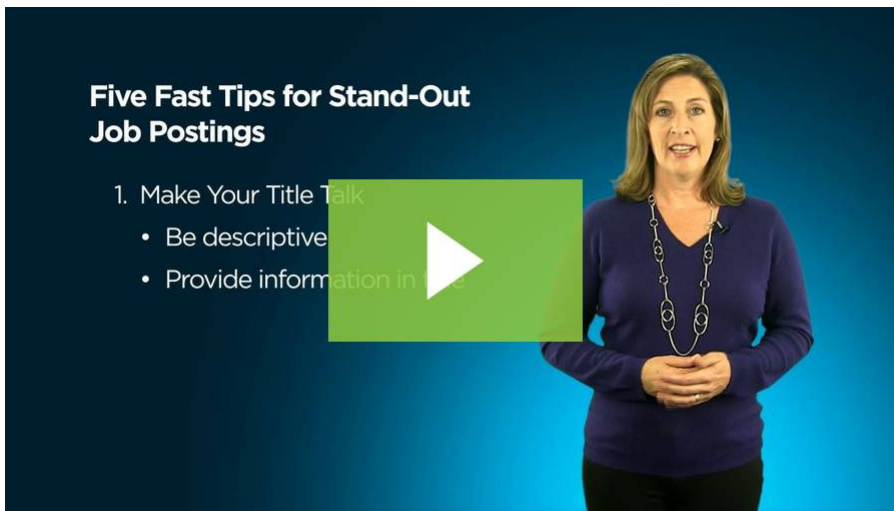 Five Fast Tips for Stand-Out
Job Postings
1. Make Your Title Talk
• Be descriptive
• Provide information in